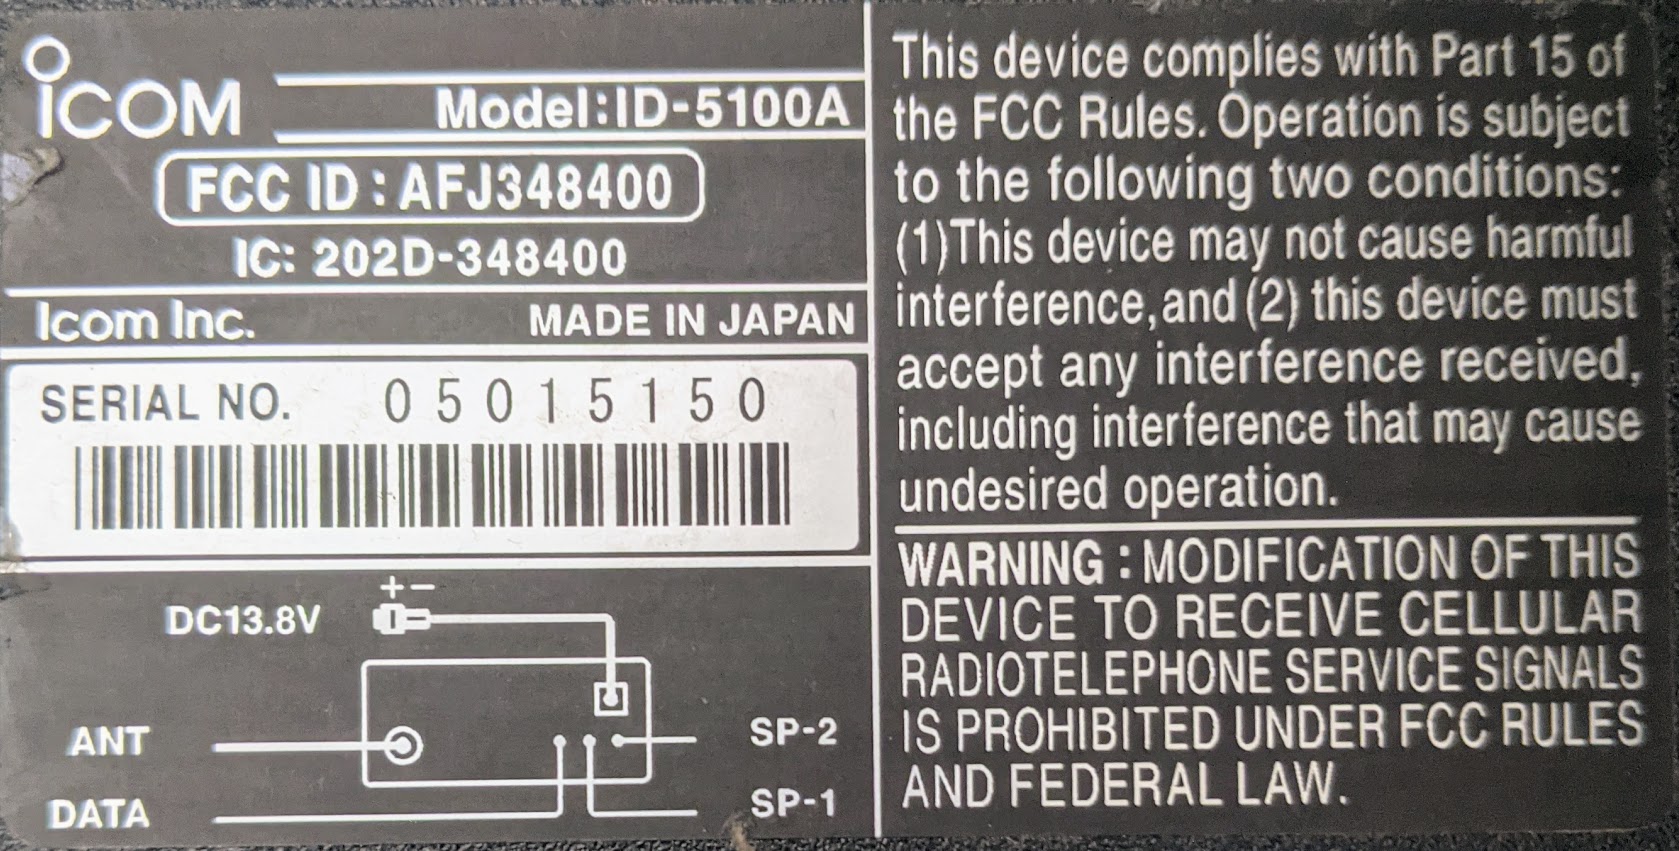 iCOM
Model:ID-5100A
FCC ID : AFJ348400
IC: 202D-348400
Icom Inc.
MADE IN JAPAN
SERIAL NO. 05015150
+ −
DC13.8V
ANT
DATA
SP-2
SP-1
This device complies with Part 15 of
the FCC Rules. Operation is subject
to the following two conditions:
(1)This device may not cause harmful
interference,and (2) this device must
accept any interference received,
including interference that may cause
undesired operation.
WARNING : MODIFICATION OF THIS
DEVICE TO RECEIVE CELLULAR
RADIOTELEPHONE SERVICE SIGNALS
IS PROHIBITED UNDER FCC RULES
AND FEDERAL LAW.